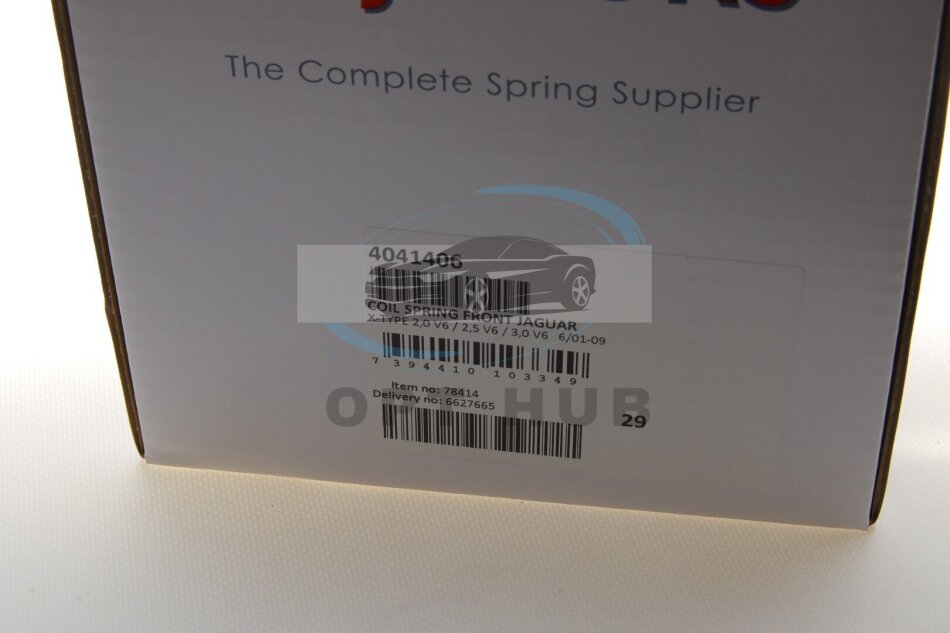 The Complete Spring Supplier
4041406
COIL SPRING FRONT JAGUAR
X-TYPE 2,0 V6 / 2,5 V6 / 3,0 V6 6/01-09
7 394410 103349
Item no: 78414
Delivery no: 6627665
29
HUB